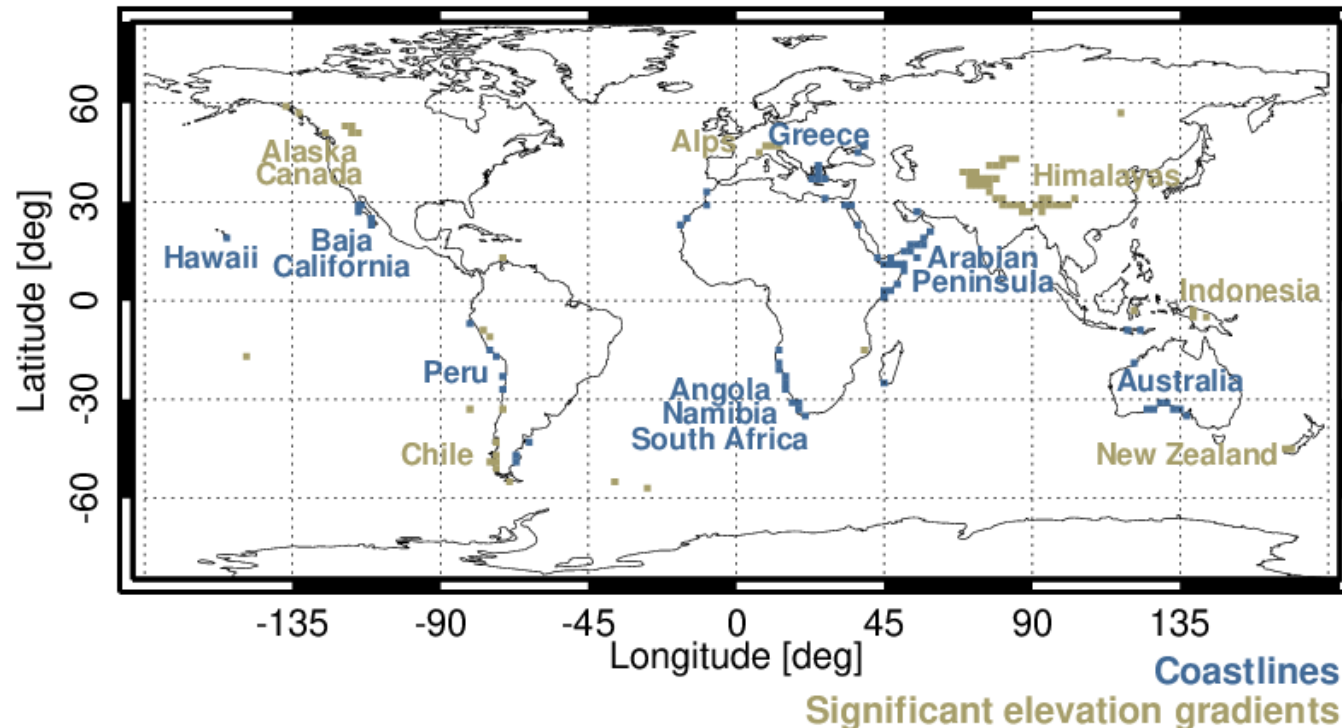 Latitude [deg]
60
30
0
-30
-60
Alaska
Canada
Alps
Greece
Himalayas
Hawaii
Baja
California
Arabian
Peninsula
Indonesia
Peru
Angola
Namibia
South Africa
Australia
Chile
New Zealand
-135
-90
-45
0
45
90
135
Longitude [deg]
Coastlines
Significant elevation gradients